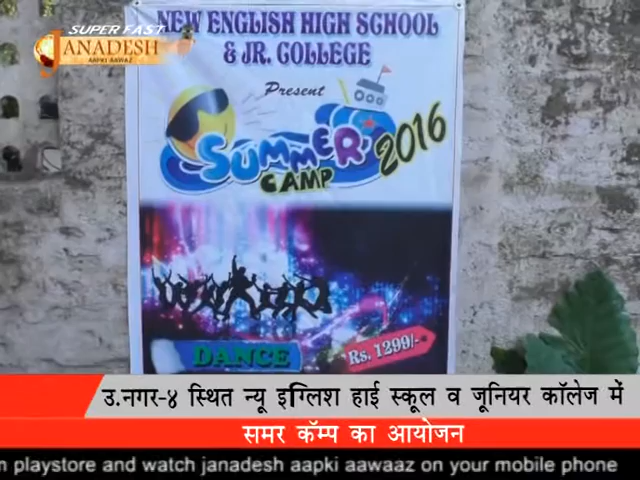 SUPER FAST
JANADESH
AAPKI AAWAZ
NEW ENGLISH HIGH SCHOOL
& JR. COLLEGE
Present
SUMMER 2016
CAMP
DANCE
Rs. 1299/-
उ.नगर-४ स्थित न्यू इंग्लिश हाई स्कूल व जूनियर कॉलेज में
समर कॅम्प का आयोजन
m playstore and watch janadesh aapki aawaaz on your mobile phone